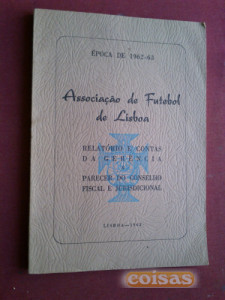 ÉPOCA DE 1962-63
Associação de Futebol
de Lisboa
RELATÓRIO E CONTAS
DA GERÊNCIA
E
PARECER DO CONSELHO
FISCAL E JURISDICIONAL
LISBOA — 1963
coisas